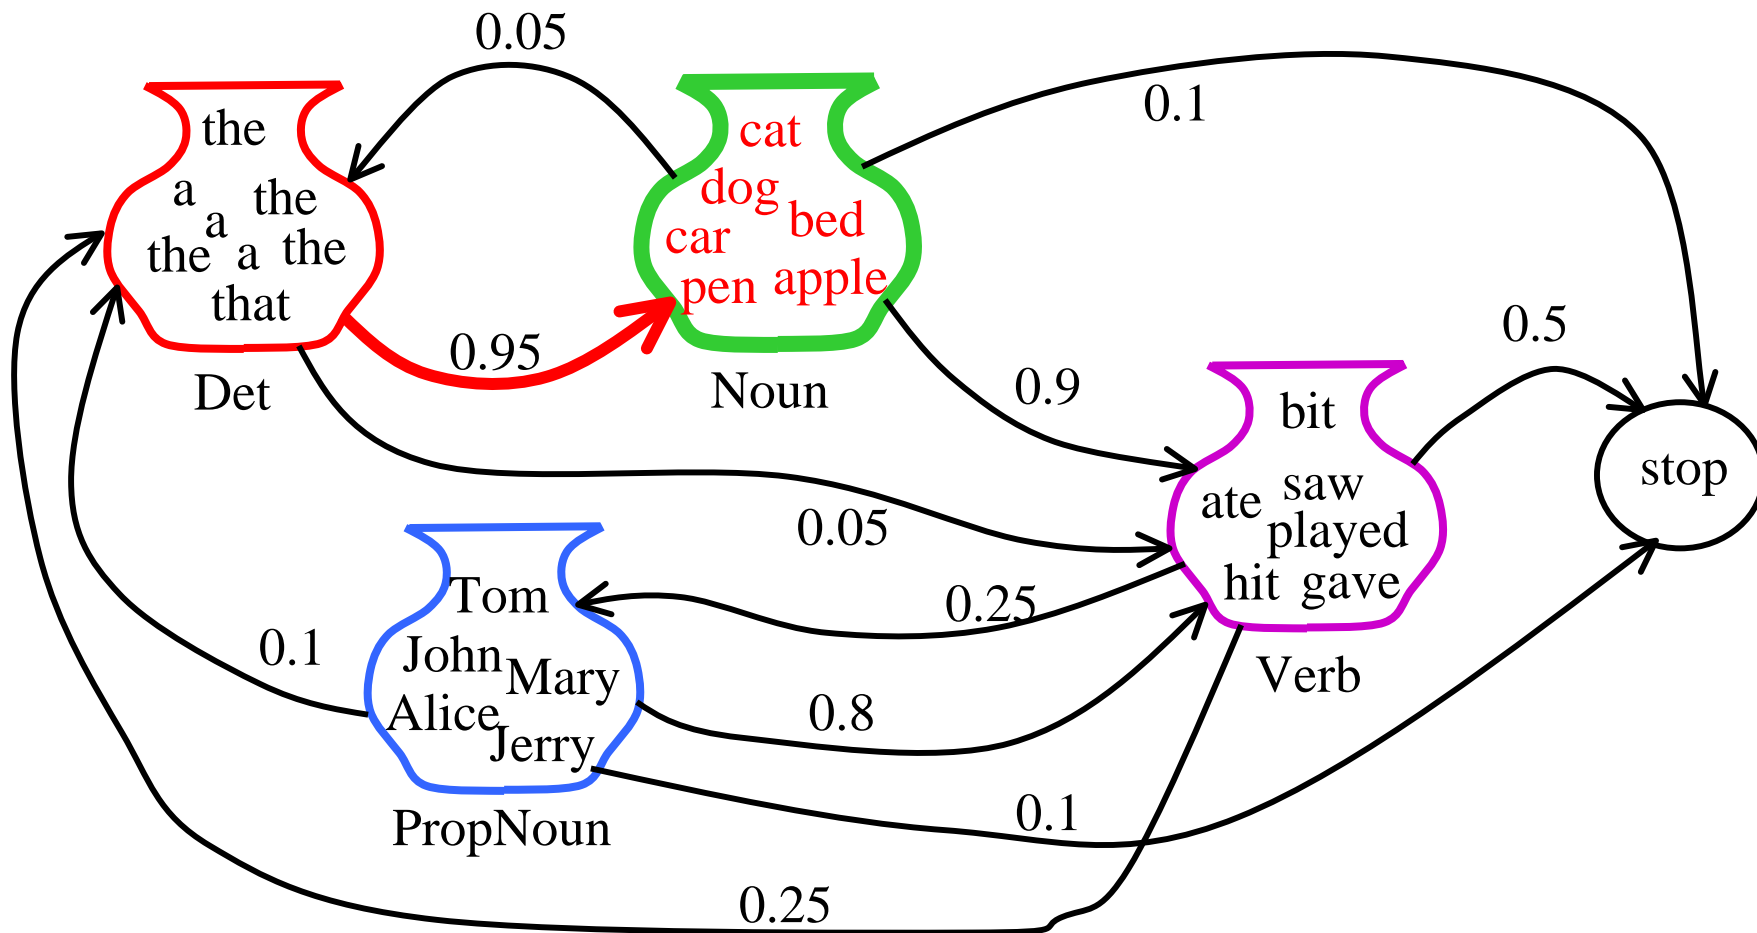 0.05
0.1
the
cat
a
the
a
the
a
the
that
dog
bed
car
pen
apple
0.95
Det
Noun
0.9
0.5
bit
saw
ate
played
hit
gave
stop
0.05
0.25
Verb
Tom
John
Mary
Alice
Jerry
0.1
0.8
PropNoun
0.1
0.25